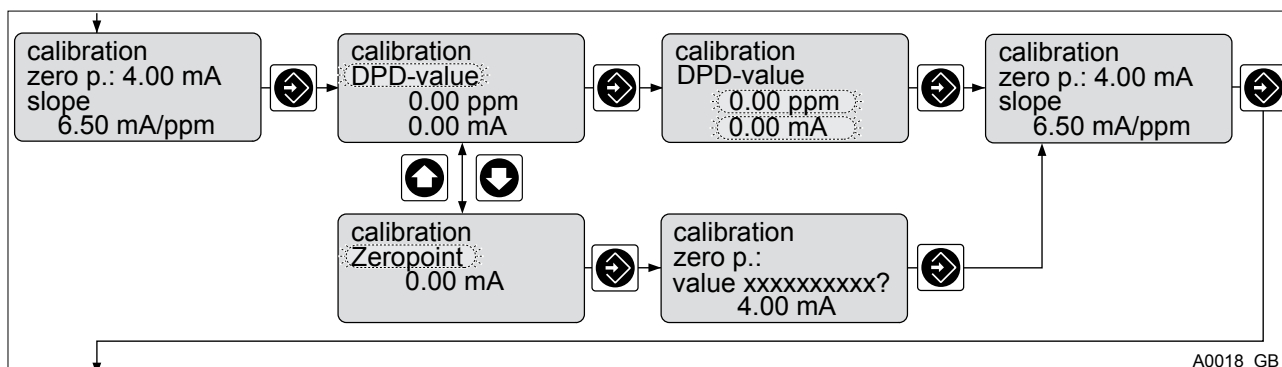 calibration
zero p.: 4.00 mA
slope
6.50 mA/ppm
calibration
DPD-value
0.00 ppm
0.00 mA
calibration
DPD-value
0.00 ppm
0.00 mA
calibration
zero p.: 4.00 mA
slope
6.50 mA/ppm
calibration
Zeropoint
0.00 mA
calibration
zero p.:
value xxxxxxxxxx?
4.00 mA
A0018_GB